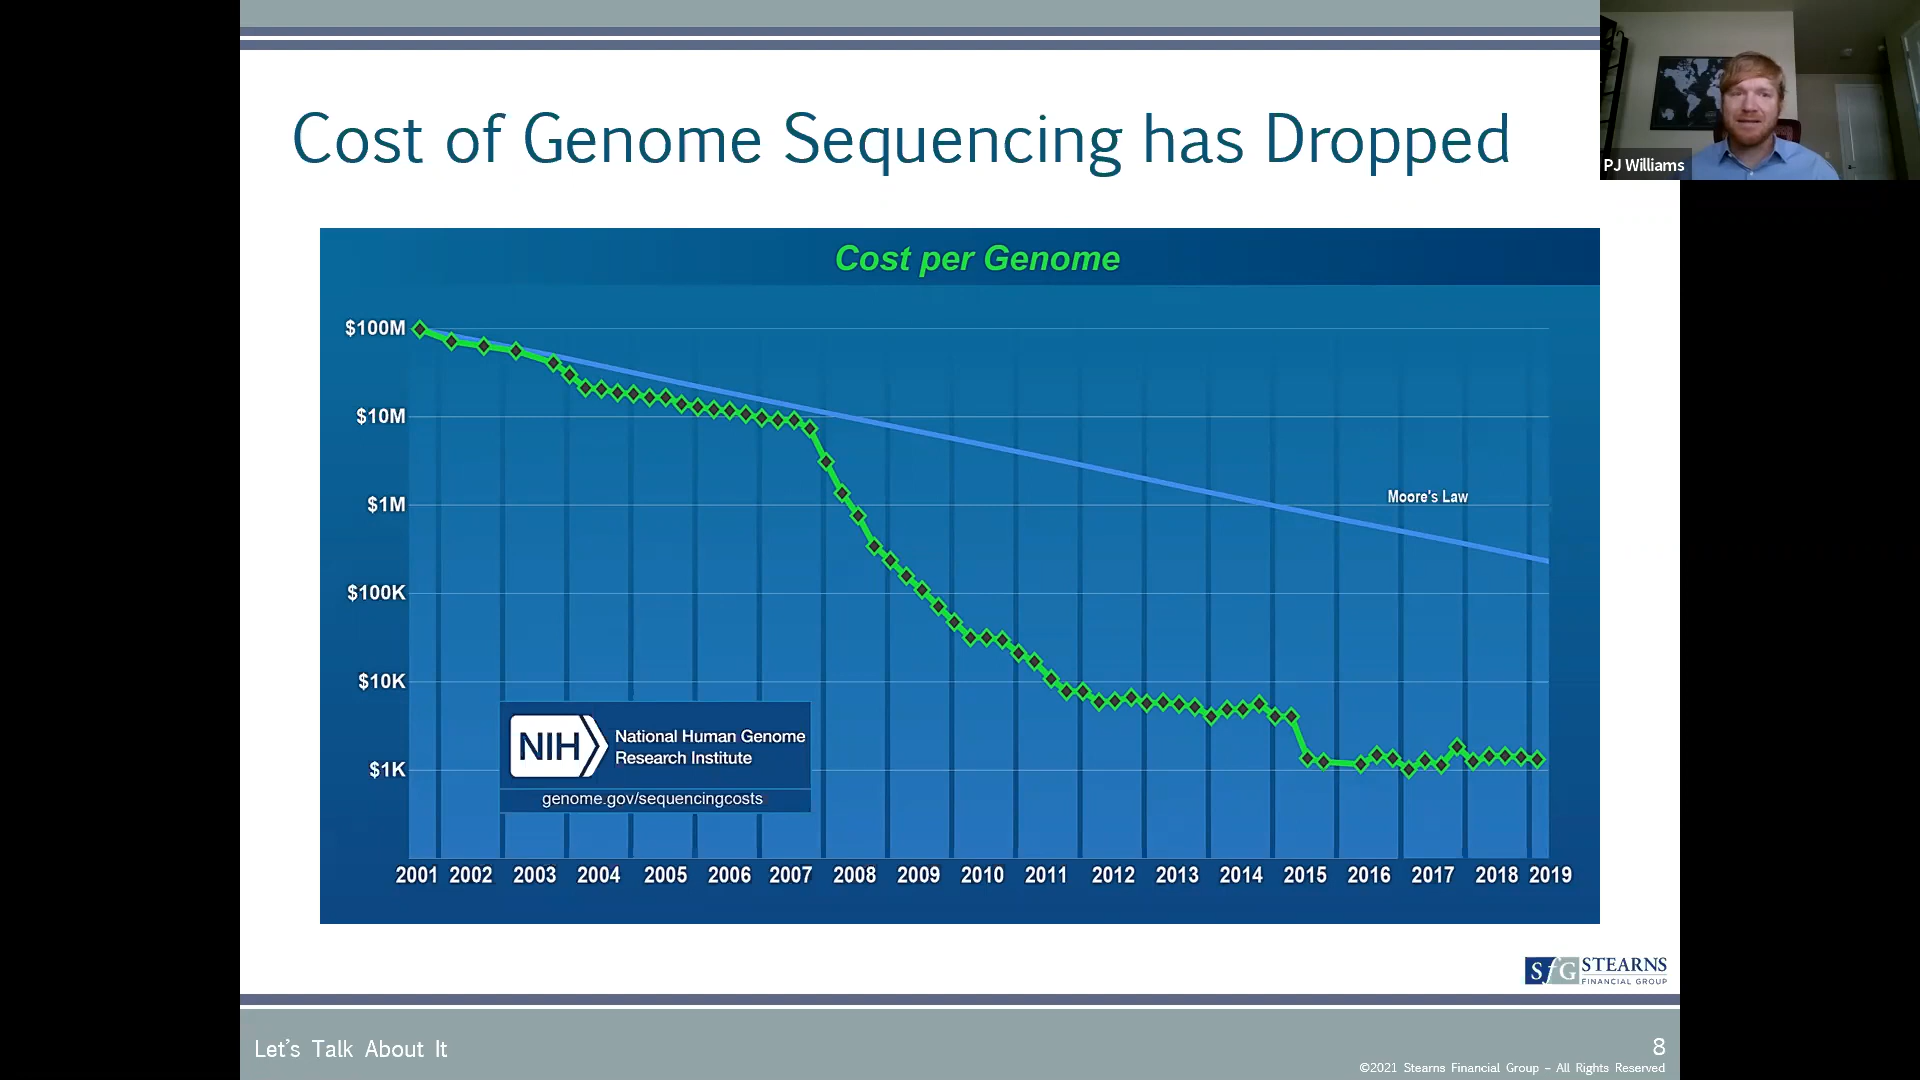 Cost of Genome Sequencing has Dropped
PJ Williams
Cost per Genome
$100M
$10M
$1M
$100K
$10K
$1K
Moore's Law
NIH
National Human Genome
Research Institute
genome.gov/sequencingcosts
2001 2002 2003 2004 2005 2006 2007 2008 2009 2010 2011 2012 2013 2014 2015 2016 2017 2018 2019
SfG STEARNS
FINANCIAL GROUP
Let's Talk About It
8
©2021 Stearns Financial Group – All Rights Reserved